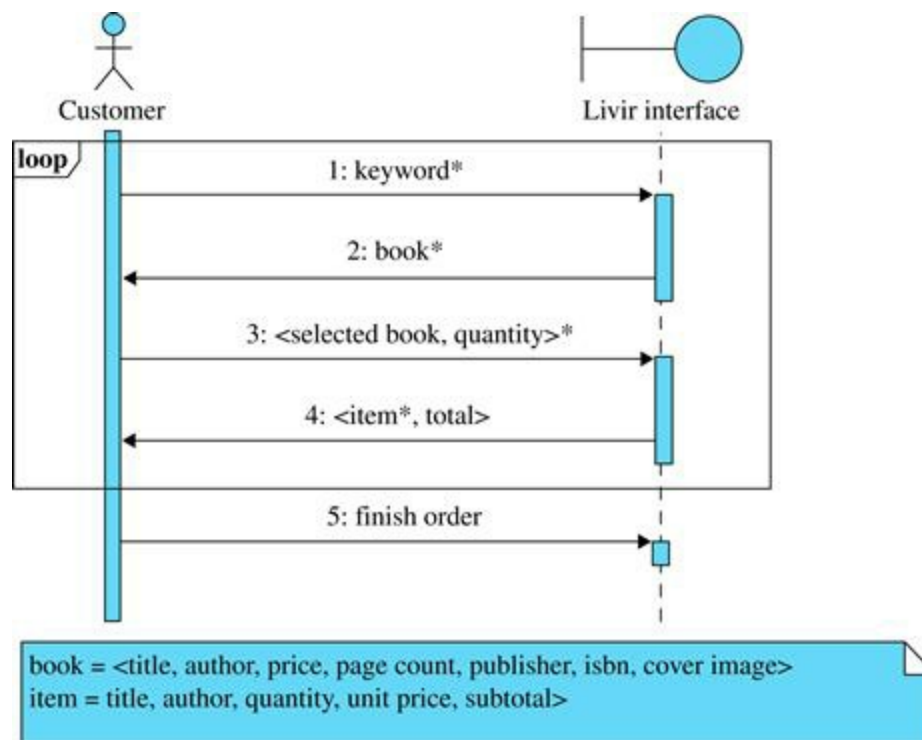 Customer
Livir interface
loop
1: keyword*
2: book*
3: <selected book, quantity>*
4: <item*, total>
5: finish order
book = <title, author, price, page count, publisher, isbn, cover image>
item = title, author, quantity, unit price, subtotal>